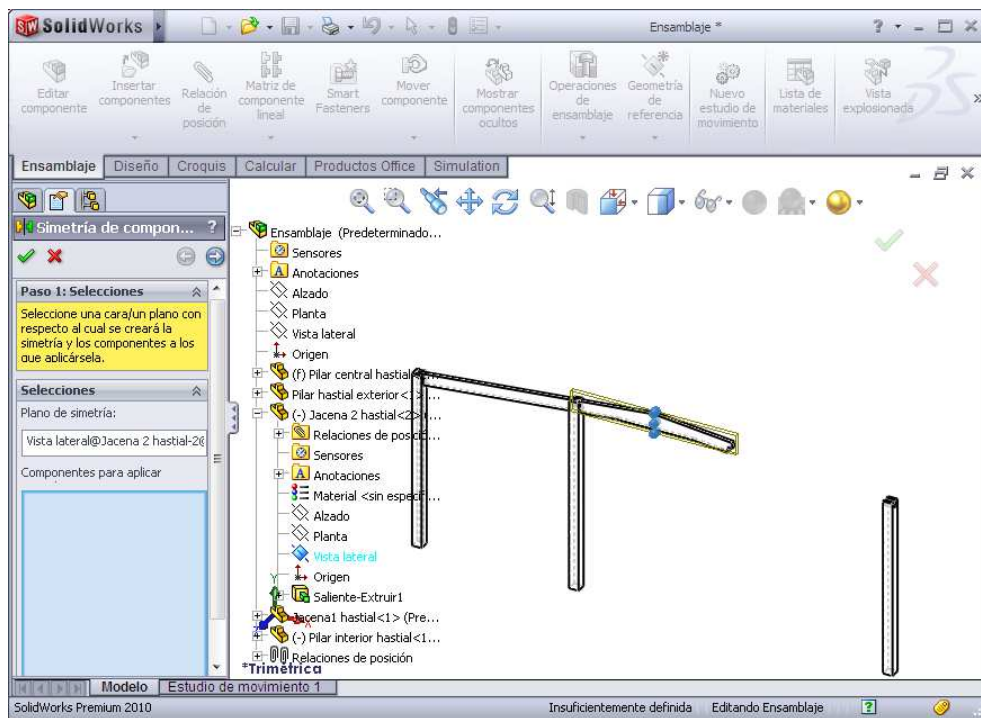 SolidWorks
Ensamblaje *
?
Editar componente
Insertar componentes
Relación de posición
Matriz de componente lineal
Smart Fasteners
Mover componente
Mostrar componentes ocultos
Operaciones de ensamblaje
Geometría de referencia
Nuevo estudio de movimiento
Lista de materiales
Vista explosionada
Ensamblaje
Diseño
Croquis
Calcular
Productos Office
Simulation
Simetría de compon... ?
Paso 1: Selecciones
Seleccione una cara/un plano con
respecto al cual se creará la
simetría y los componentes a los
que aplicársela.
Selecciones
Plano de simetría:
Vista lateral@Jacena 2 hastial-2@
Componentes para aplicar
Ensamblaje (Predeterminado...
Sensores
Anotaciones
Alzado
Planta
Vista lateral
Origen
(f) Pilar central hastial<
Pilar hastial exterior<1>
(-) Jacena 2 hastial<2>
Relaciones de posició...
Sensores
Anotaciones
Material <sin especif...
Alzado
Planta
Vista lateral
Origen
Saliente-Extruir1
Jacena1 hastial<1> (Pre...
(-) Pilar interior hastial<1...
Relaciones de posición
Y
X
*Trimétrica
Modelo
Estudio de movimiento 1
SolidWorks Premium 2010
Insuficientemente definida
Editando Ensamblaje
?